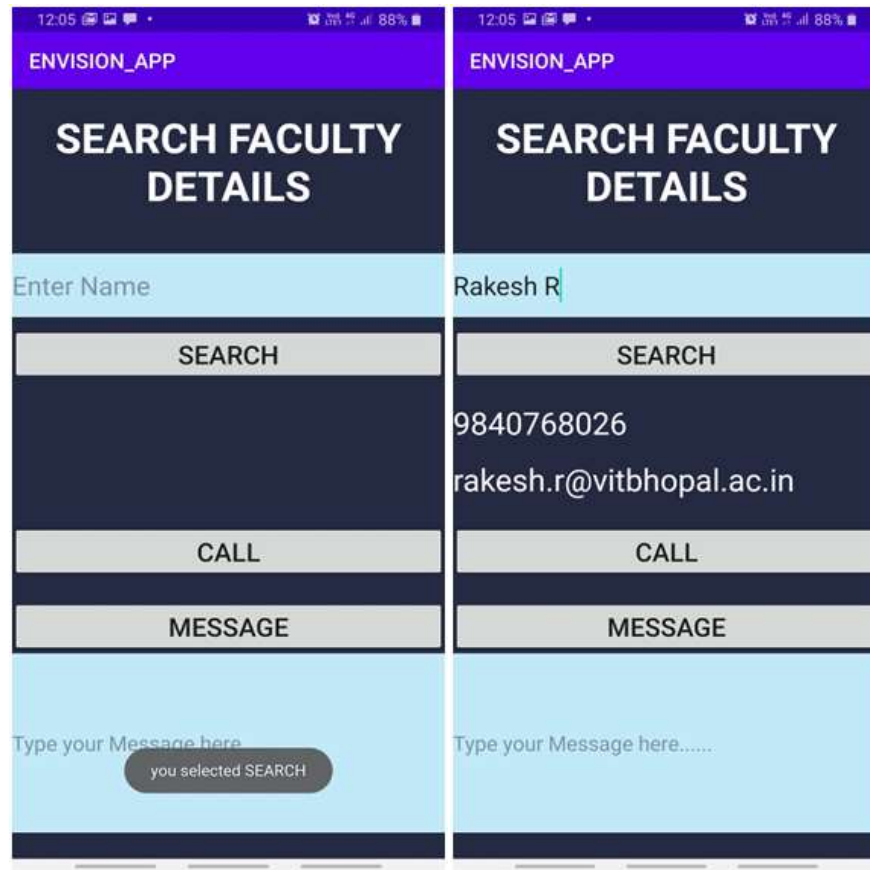 12:05
88%
ENVISION_APP
SEARCH FACULTY
DETAILS
Enter Name
SEARCH
CALL
MESSAGE
Type your Message here
you selected SEARCH
12:05
88%
ENVISION_APP
SEARCH FACULTY
DETAILS
Rakesh R
SEARCH
9840768026
rakesh.r@vitbhopal.ac.in
CALL
MESSAGE
Type your Message here......